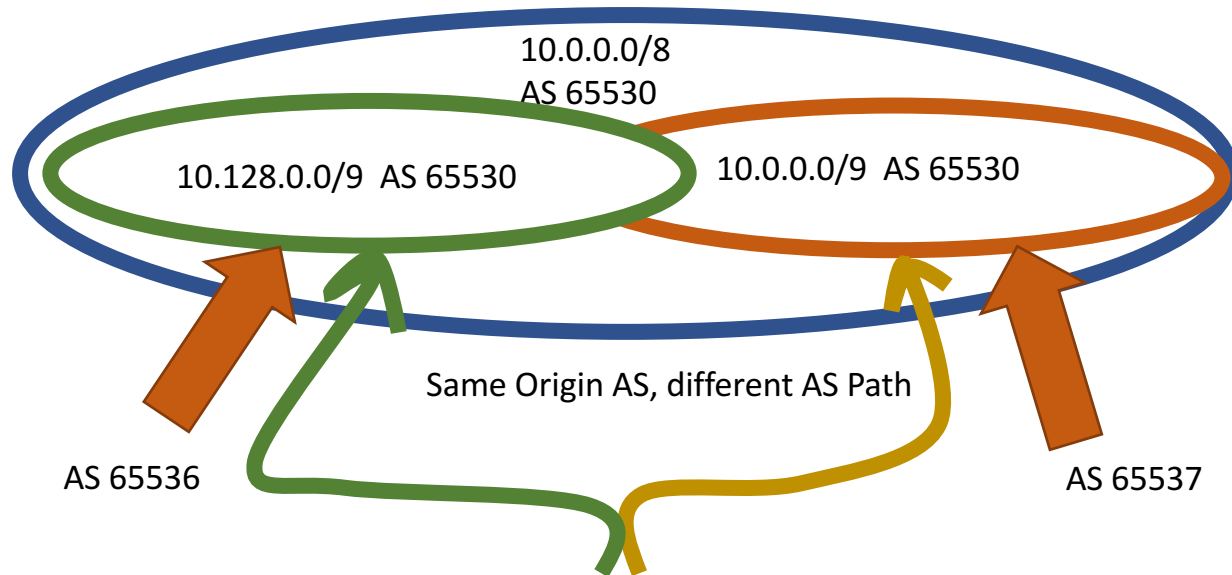 10.0.0.0/8
AS 65530
10.128.0.0/9 AS 65530
10.0.0.0/9 AS 65530
Same Origin AS, different AS Path
AS 65536
AS 65537